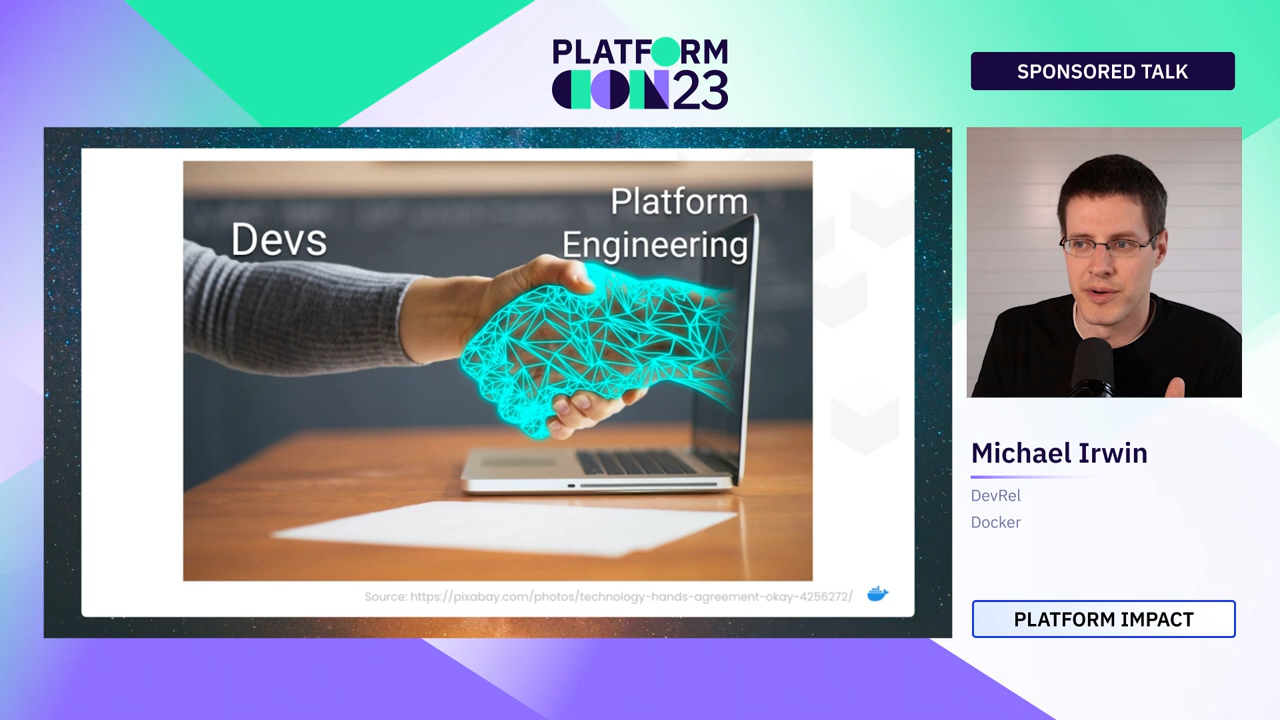 PLATFORM
CON23
SPONSORED TALK
Devs
Platform
Engineering
Source: https://pixabay.com/photos/technology-hands-agreement-okay-4256272/
Michael Irwin
DevRel
Docker
PLATFORM IMPACT